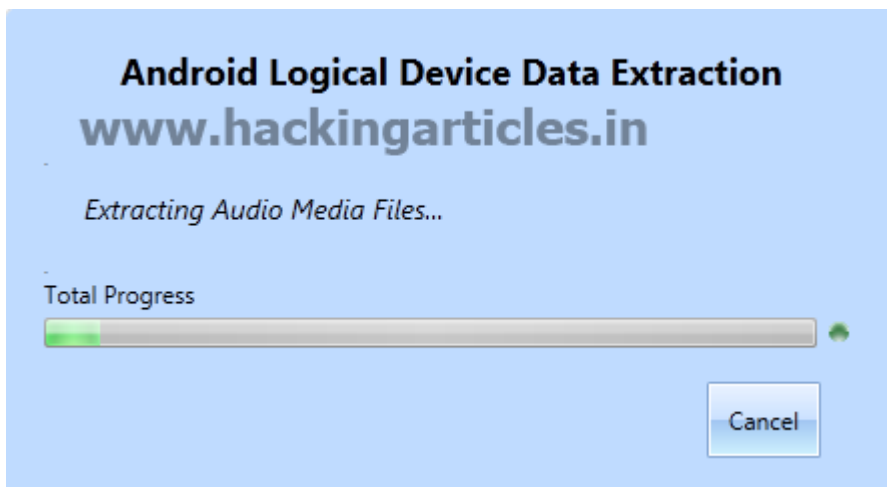 Android Logical Device Data Extraction
www.hackingarticles.in
Extracting Audio Media Files...
Total Progress
Cancel